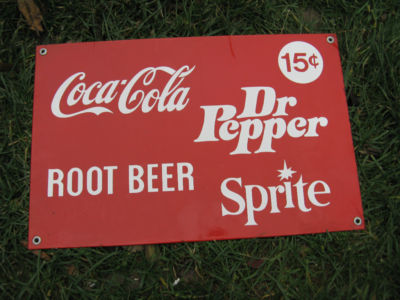 15¢
Coca-Cola
Dr
Pepper
ROOT BEER
Sprite